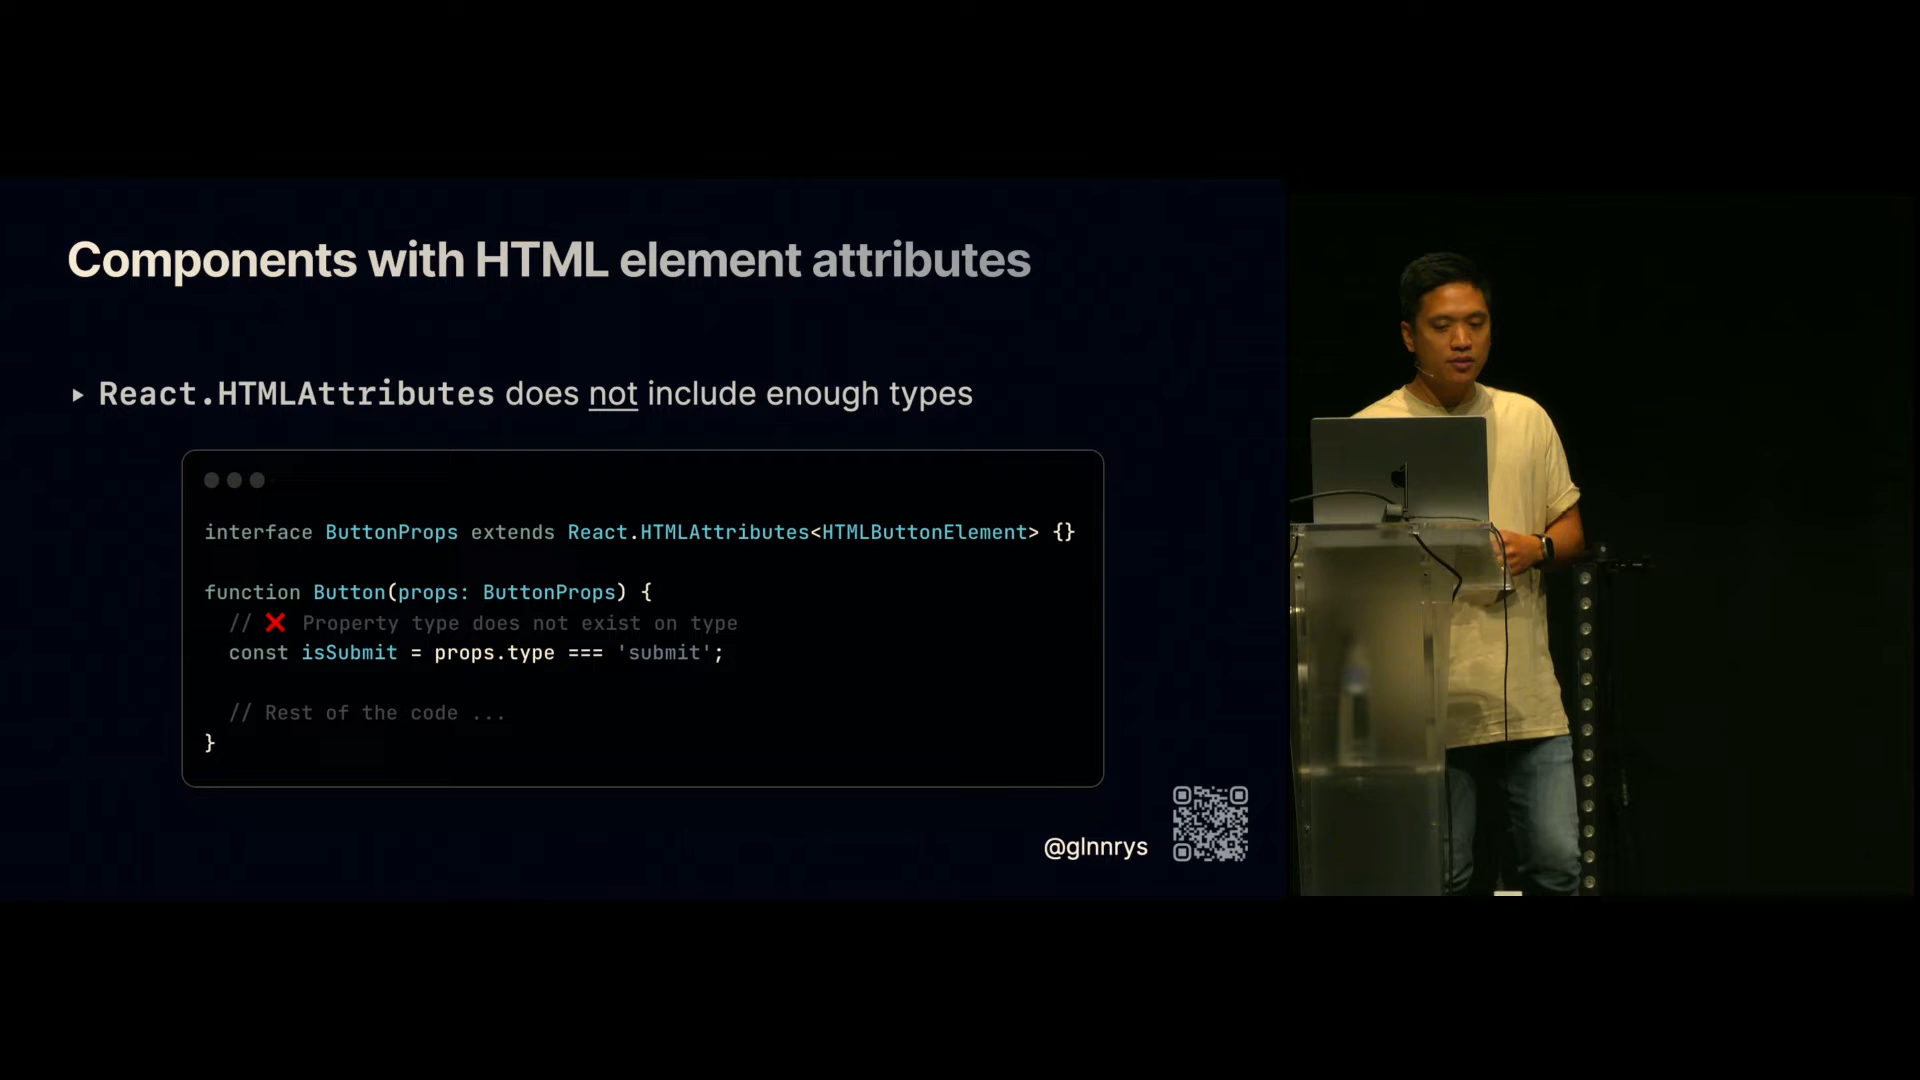 Components with HTML element attributes
▸ React.HTMLAttributes does not include enough types
interface ButtonProps extends React.HTMLAttributes<HTMLButtonElement> {}
function Button(props: ButtonProps) {
// ❌ Property type does not exist on type
const isSubmit = props.type === 'submit';
// Rest of the code ...
}
@glnnrys